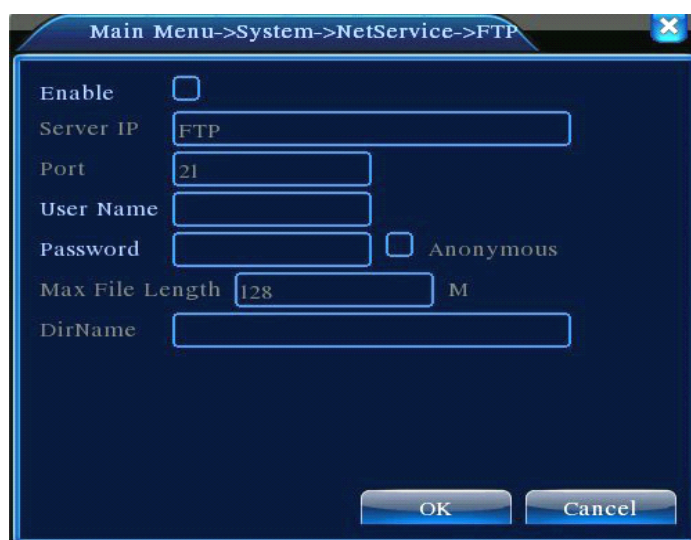 Main Menu->System->NetService->FTP
Enable
Server IP FTP
Port 21
User Name
Password Anonymous
Max File Length 128 M
DirName
OK Cancel